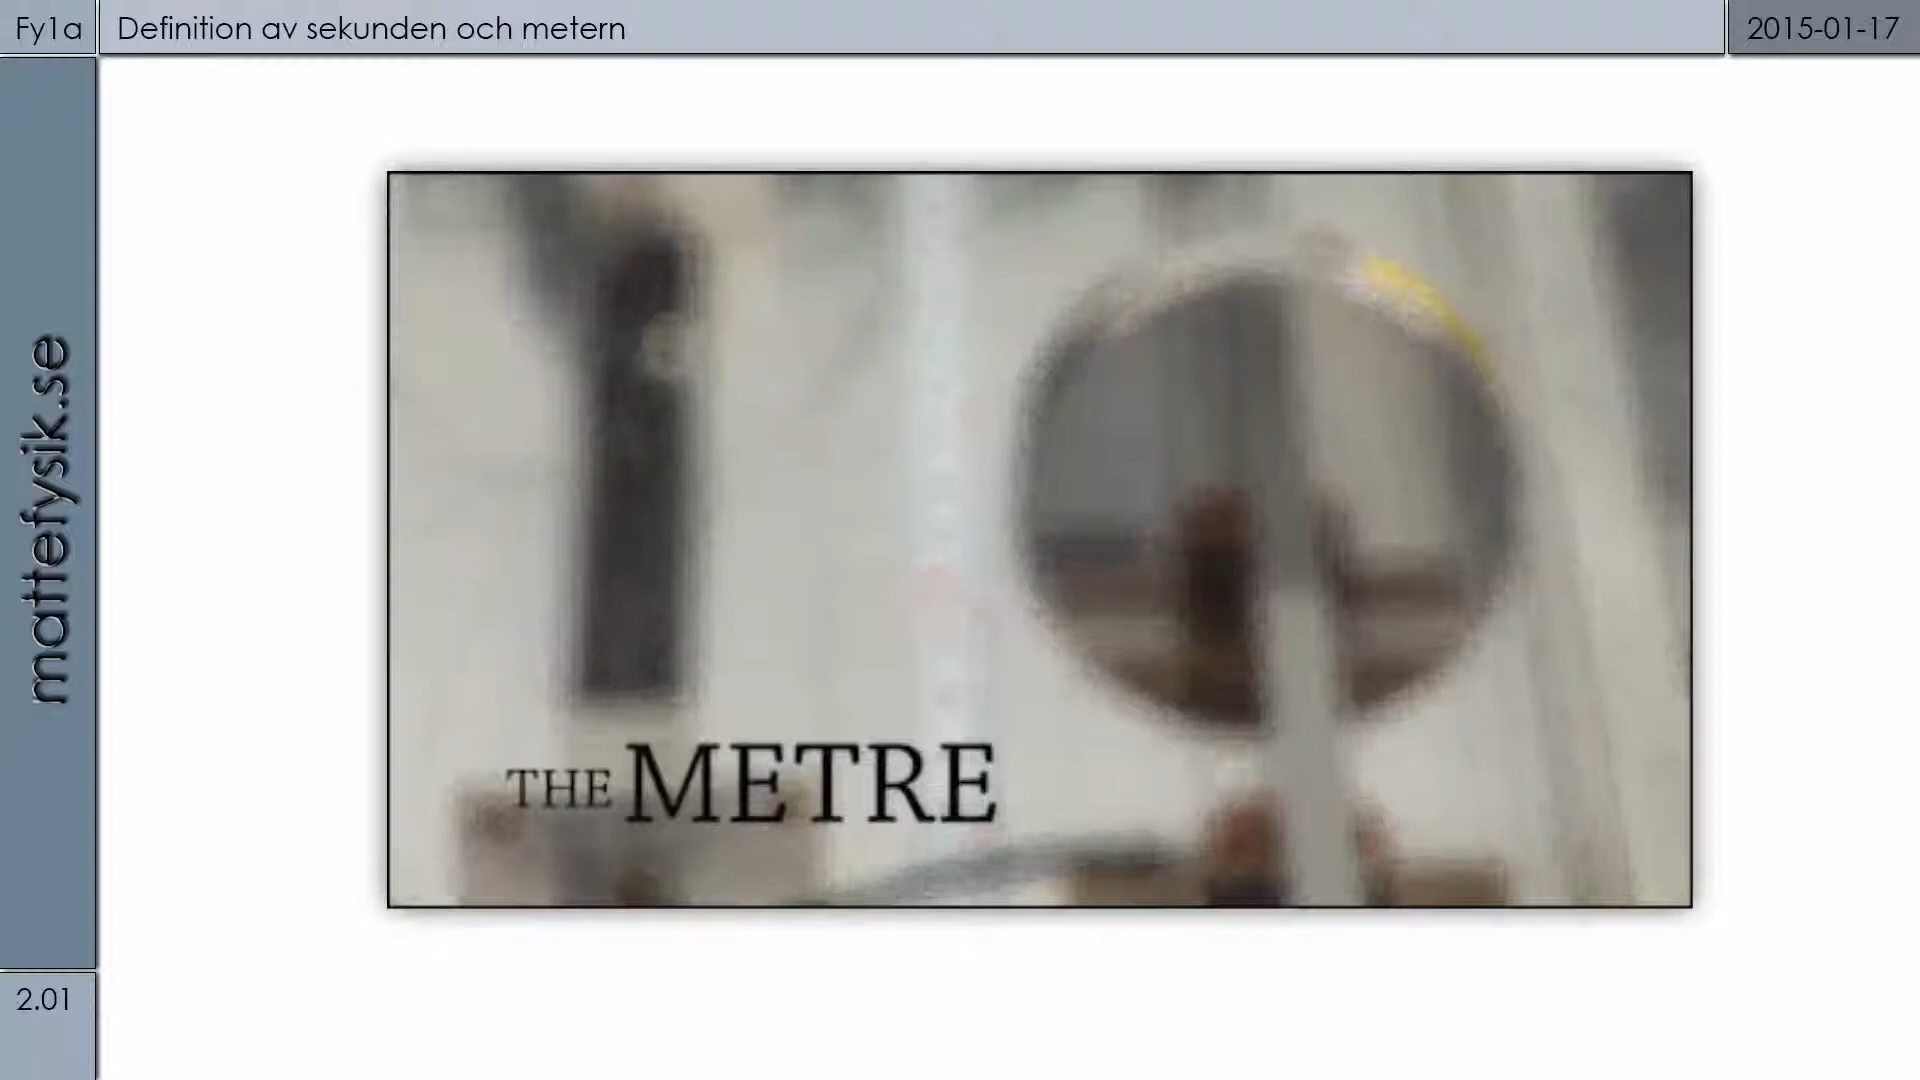 Fy1a
Definition av sekunden och metern
2015-01-17
mattefysik.se
THE METRE
2.01